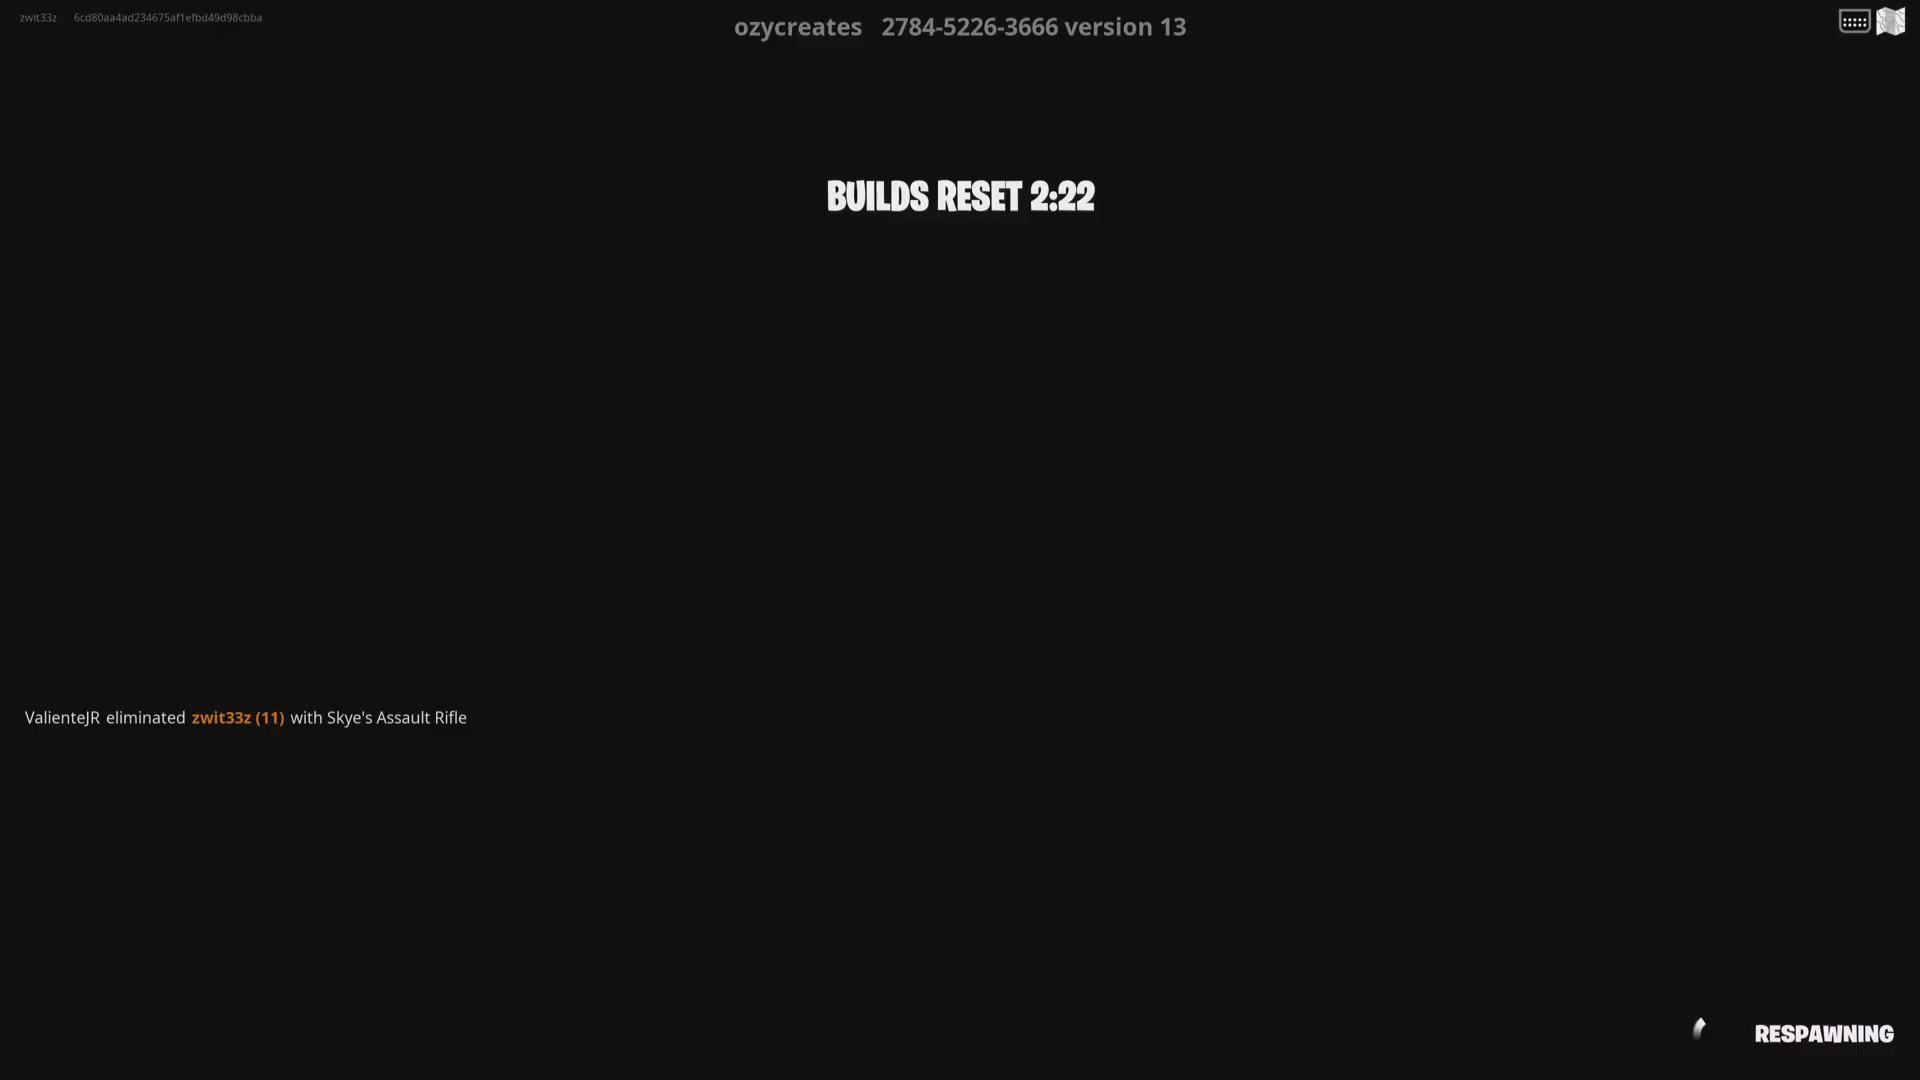 zwit33z 6cd80aa4ad234675af1efbd49d98cbba
ozycreates 2784-5226-3666 version 13
BUILDS RESET 2:22
ValienteJR eliminated zwit33z (11) with Skye's Assault Rifle
RESPAWNING